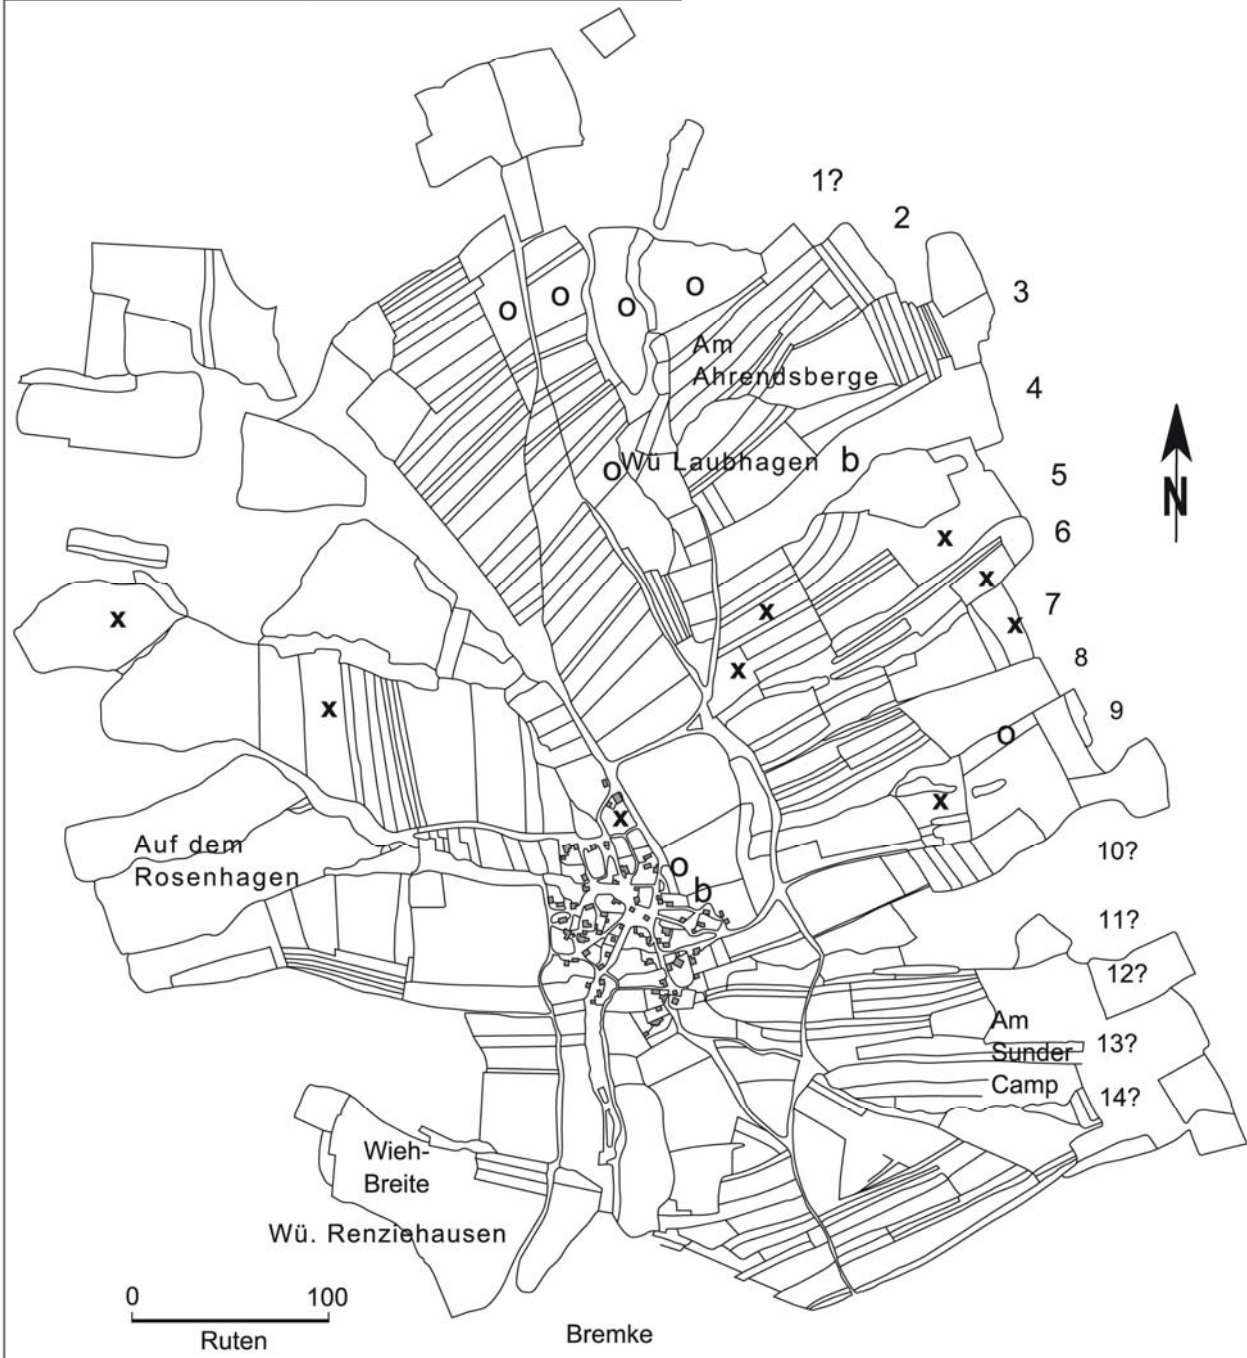 1?
2
3
o
o
o
o
Am
Ahrendsberge
4
o
Wü Laubhagen b
5
N
x
6
x
x
x
7
x
x
8
x
9
o
x
x
Auf dem
Rosenhagen
o
b
10?
11?
12?
Am
Sunder
Camp
13?
14?
Wieh-
Breite
Wü. Renziehausen
0 100
Ruten
Bremke